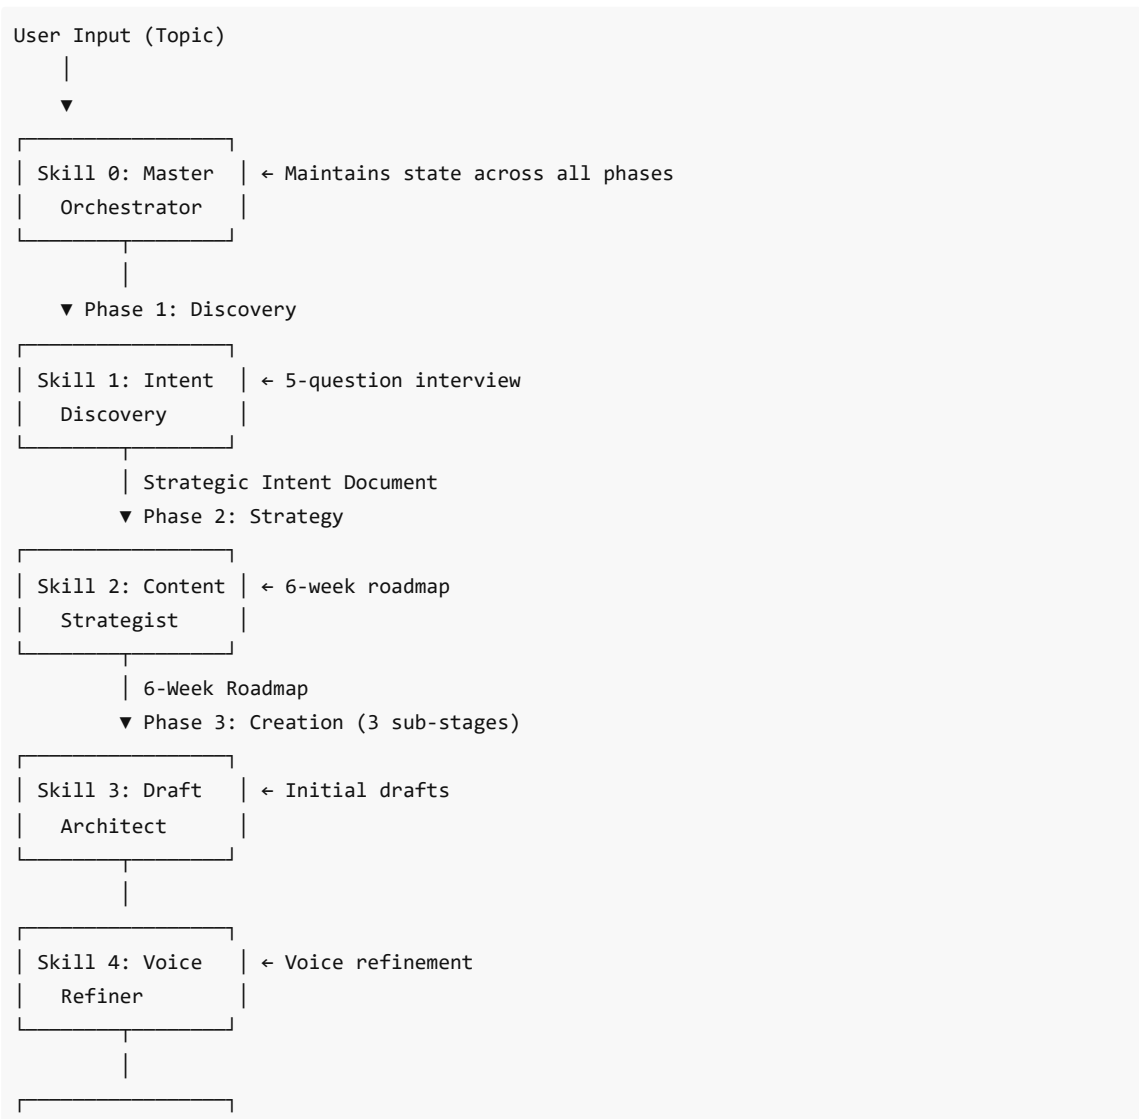 User Input (Topic)
│
▼
┌─────────────────┐
│ Skill 0: Master │ ← Maintains state across all phases
│ Orchestrator │
└────────┬────────┘
│
▼ Phase 1: Discovery
┌─────────────────┐
│ Skill 1: Intent │ ← 5-question interview
│ Discovery │
└────────┬────────┘
│ Strategic Intent Document
▼ Phase 2: Strategy
┌─────────────────┐
│ Skill 2: Content │ ← 6-week roadmap
│ Strategist │
└────────┬────────┘
│ 6-Week Roadmap
▼ Phase 3: Creation (3 sub-stages)
┌─────────────────┐
│ Skill 3: Draft │ ← Initial drafts
│ Architect │
└────────┬────────┘
│
┌─────────────────┐
│ Skill 4: Voice │ ← Voice refinement
│ Refiner │
└────────┬────────┘
│
┌─────────────────┐